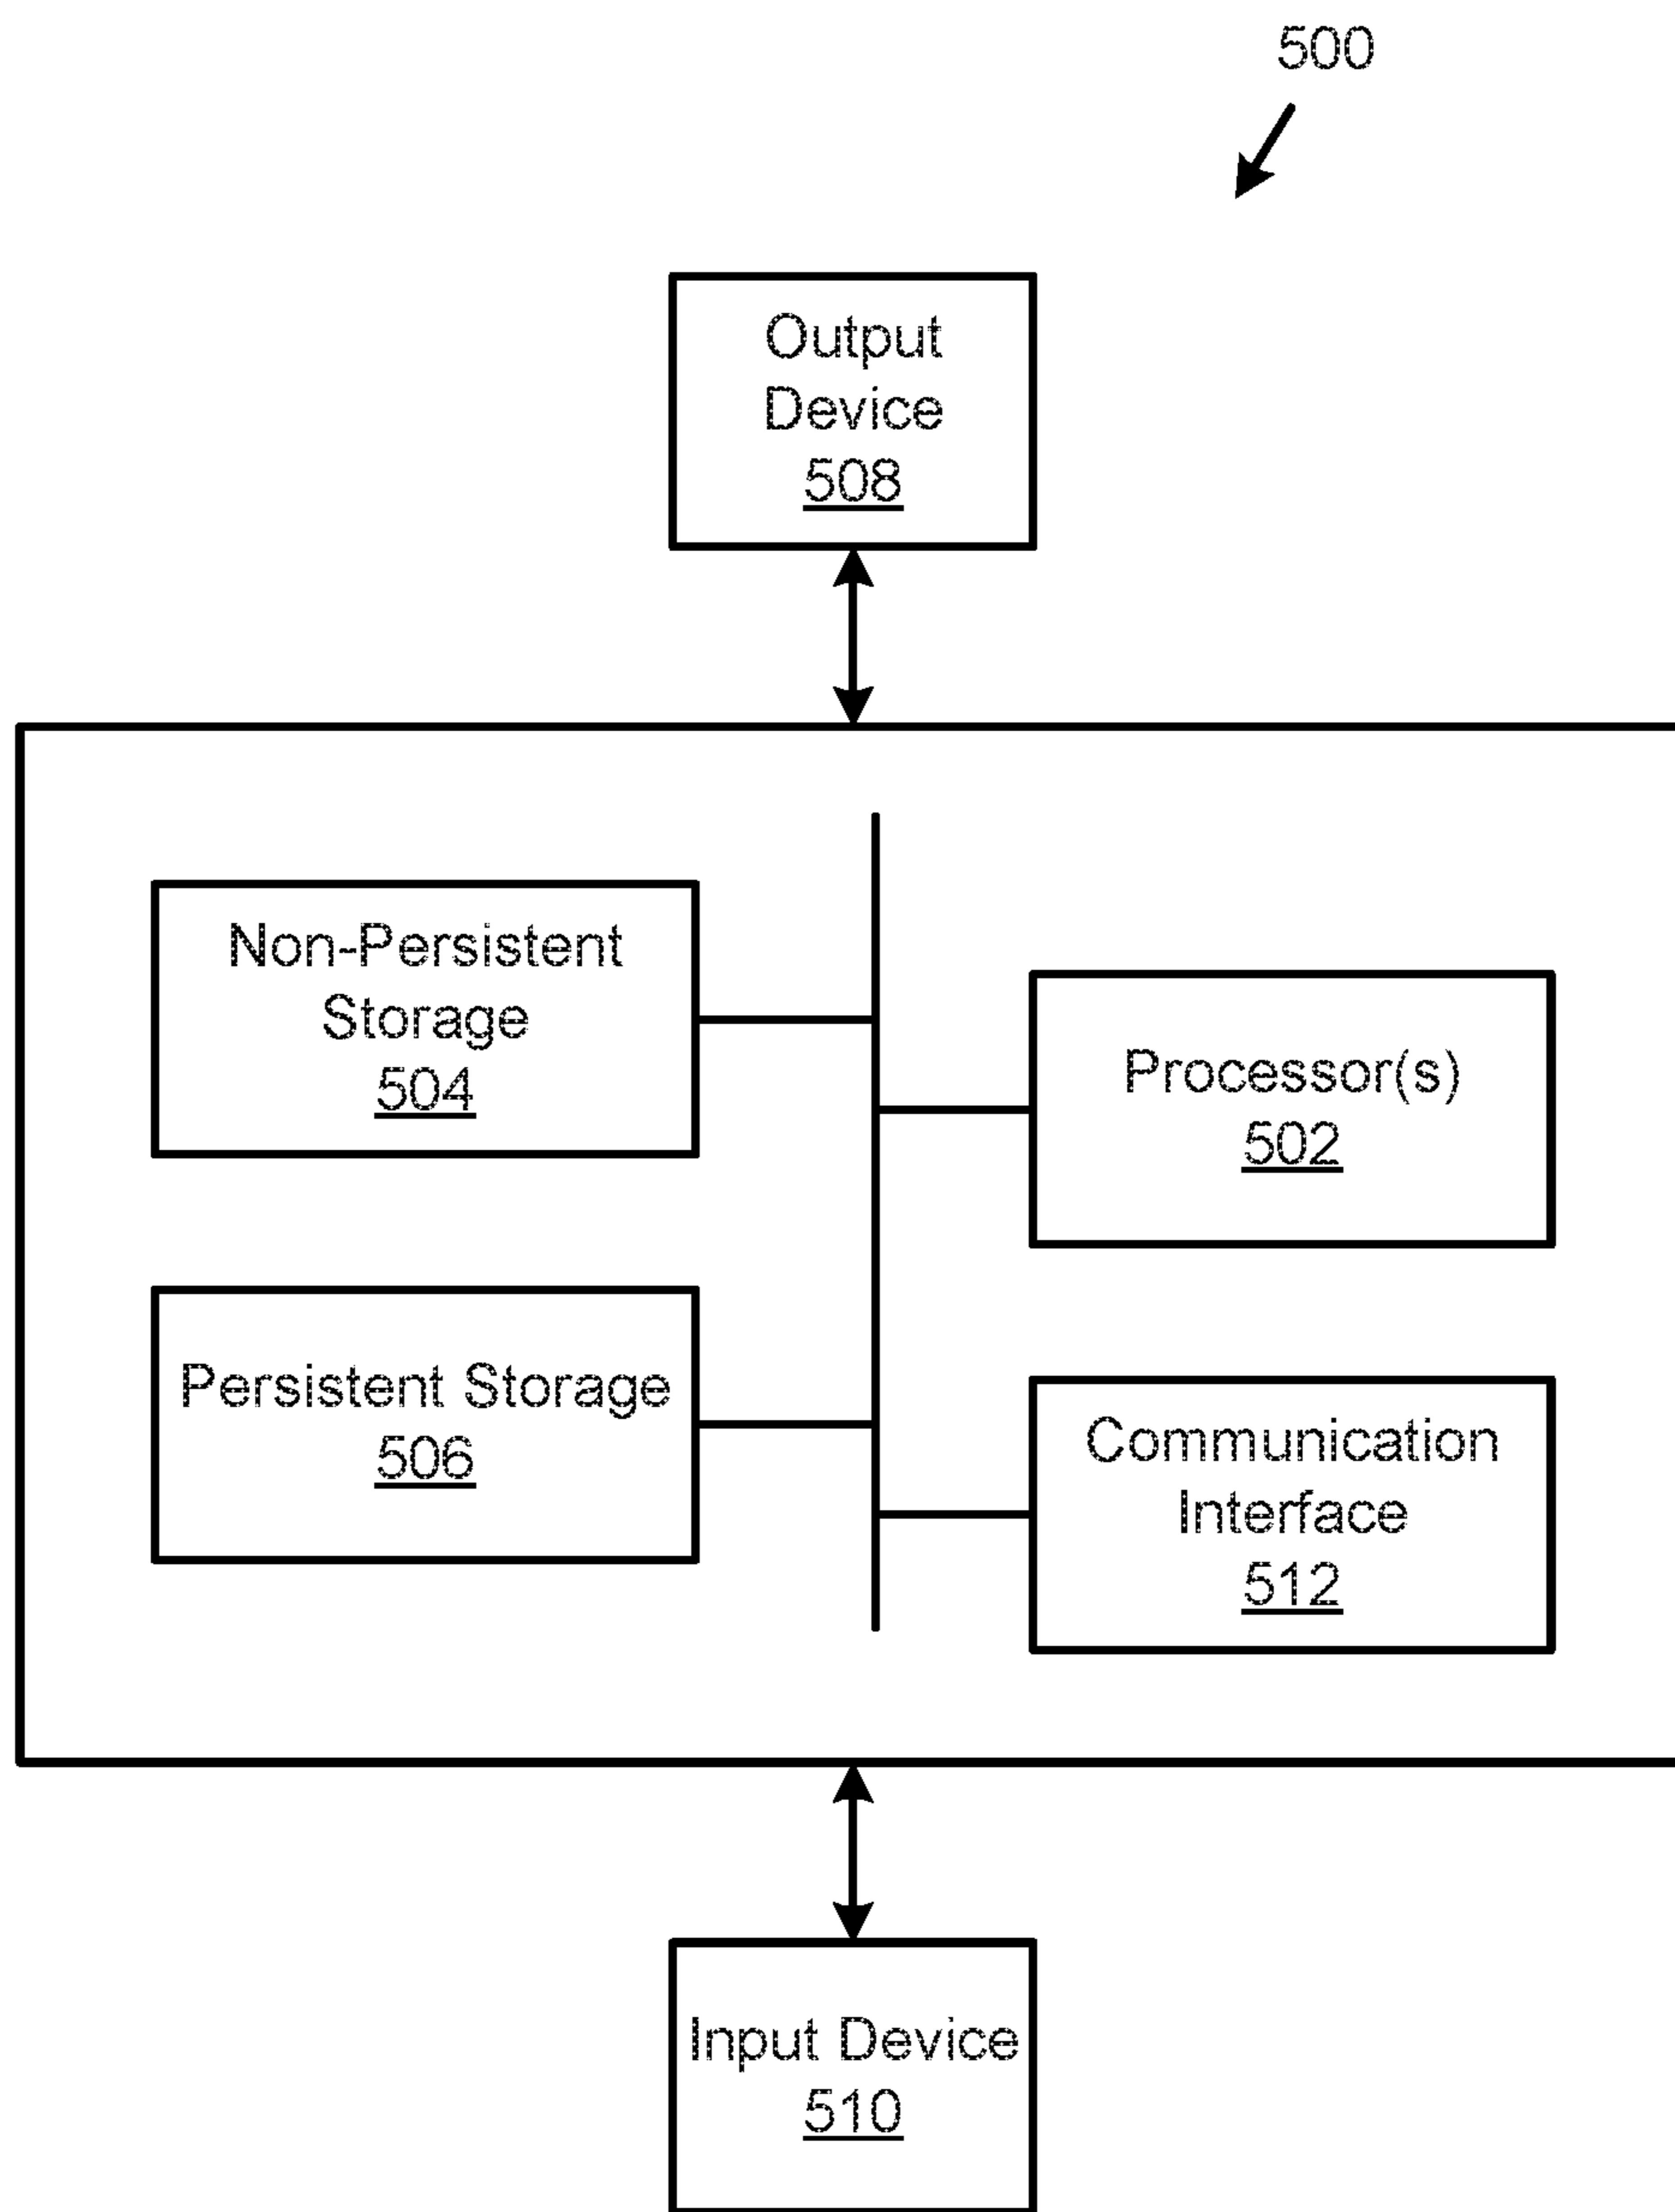 500
Output
Device
508
Non-Persistent
Storage
504
Processor(s)
502
Persistent Storage
506
Communication
Interface
512
Input Device
510